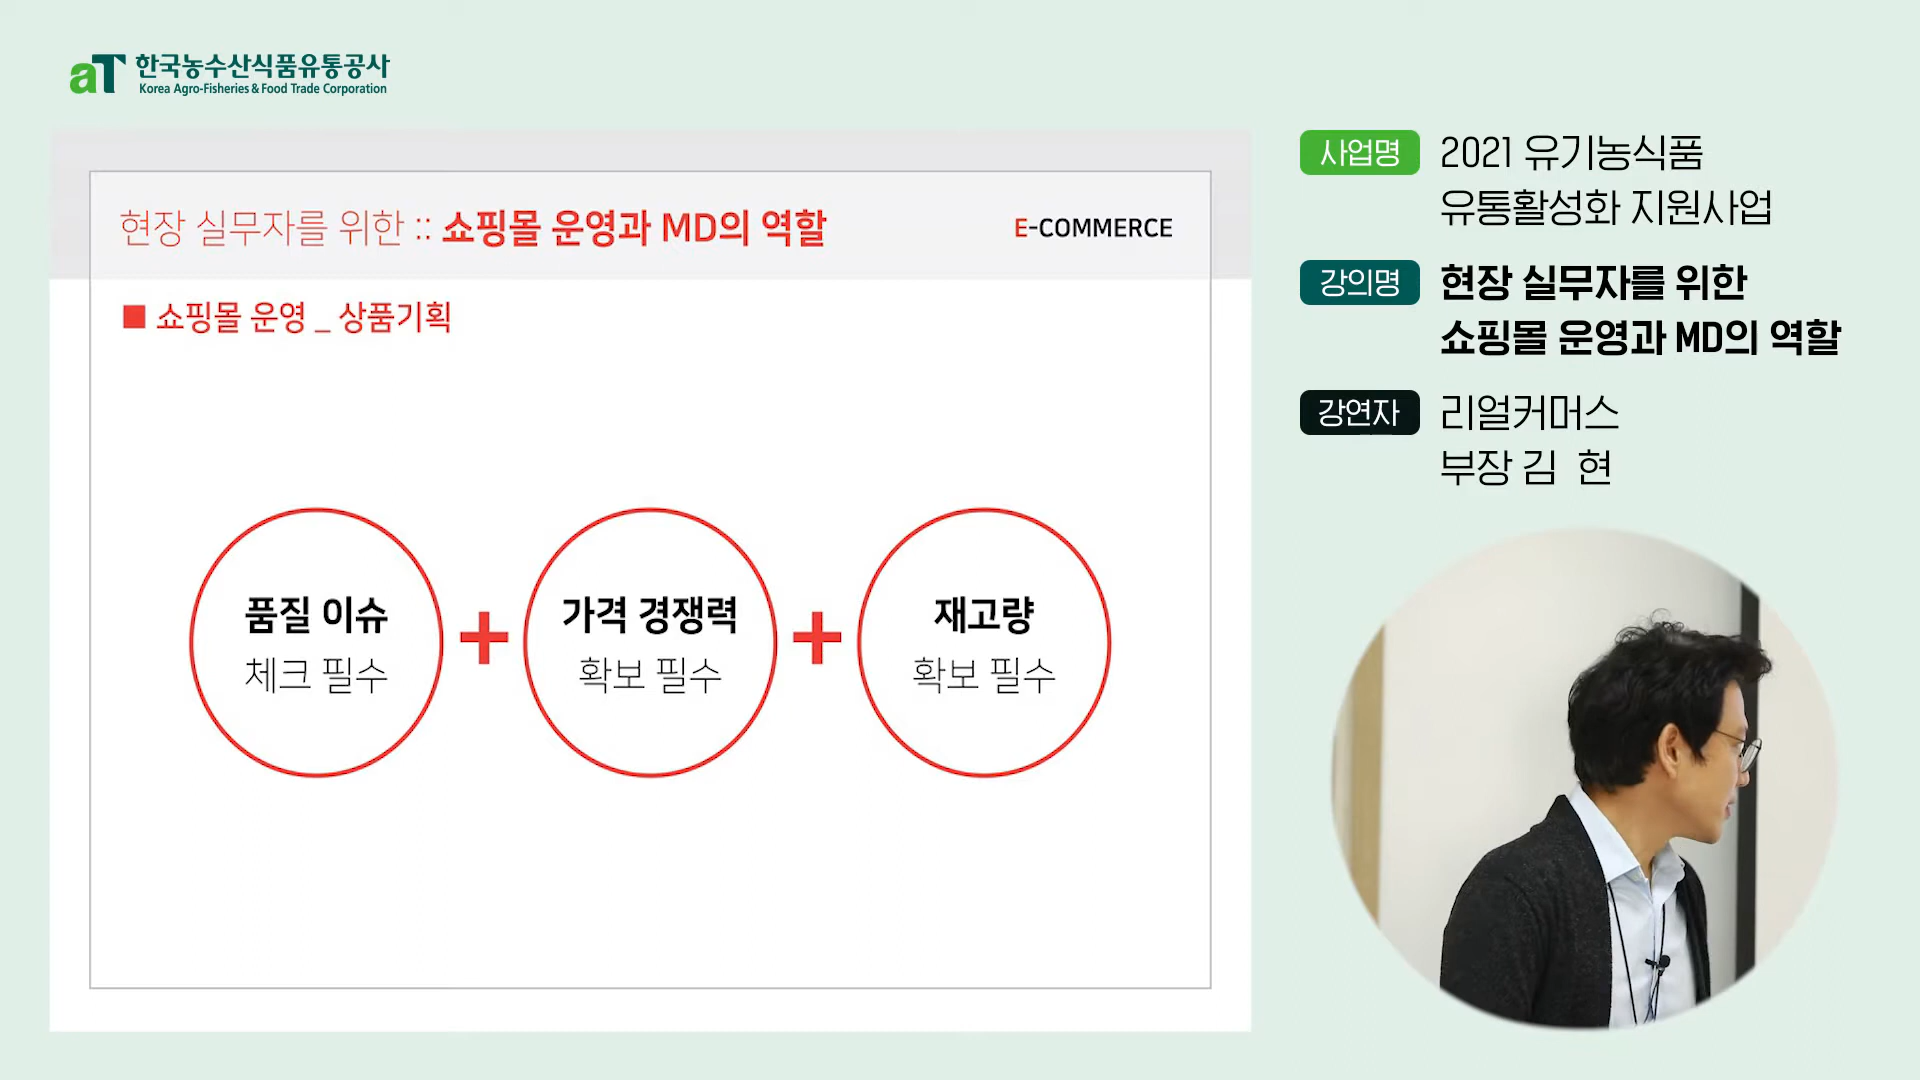 aT 한국농수산식품유통공사
Korea Agro-Fisheries & Food Trade Corporation
현장 실무자를 위한 :: 쇼핑몰 운영과 MD의 역할
E-COMMERCE
■ 쇼핑몰 운영 _ 상품기획
품질 이슈
체크 필수
+
가격 경쟁력
확보 필수
+
재고량
확보 필수
사업명 2021 유기농식품
유통활성화 지원사업
강의명 현장 실무자를 위한
쇼핑몰 운영과 MD의 역할
강연자 리얼커머스
부장 김 현